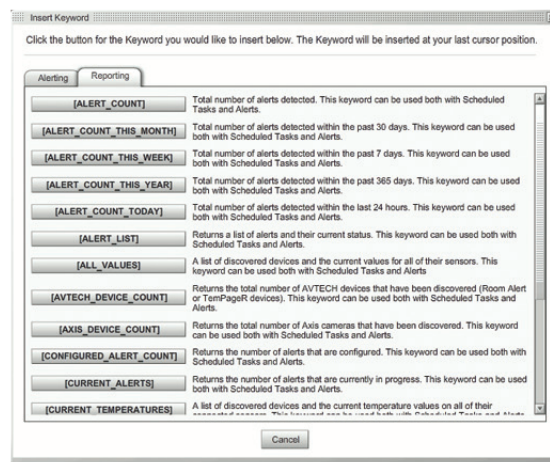 Insert Keyword
Click the button for the Keyword you would like to insert below. The Keyword will be inserted at your last cursor position.
Alerting Reporting
[ALERT_COUNT] Total number of alerts detected. This keyword can be used both with Scheduled
Tasks and Alerts.
[ALERT_COUNT_THIS_MONTH] Total number of alerts detected within the past 30 days. This keyword can be used
both with Scheduled Tasks and Alerts.
[ALERT_COUNT_THIS_WEEK] Total number of alerts detected within the past 7 days. This keyword can be used
both with Scheduled Tasks and Alerts.
[ALERT_COUNT_THIS_YEAR] Total number of alerts detected within the past 365 days. This keyword can be used
both with Scheduled Tasks and Alerts.
[ALERT_COUNT_TODAY] Total number of alerts detected within the last 24 hours. This keyword can be used
both with Scheduled Tasks and Alerts.
[ALERT_LIST] Returns a list of alerts and their current status. This keyword can be used both with
Scheduled Tasks and Alerts.
[ALL_VALUES] A list of discovered devices and the current values for all of their sensors. This
keyword can be used both with Scheduled Tasks and Alerts
[AVTECH_DEVICE_COUNT] Returns the total number of AVTECH devices that have been discovered (Room Alert
or TemPageR devices). This keyword can be used both with Scheduled Tasks and
Alerts.
[AXIS_DEVICE_COUNT] Returns the total number of Axis cameras that have been discovered. This keyword
can be used both with Scheduled Tasks and Alerts.
[CONFIGURED_ALERT_COUNT] Returns the number of alerts that are configured. This keyword can be used both with
Scheduled Tasks and Alerts.
[CURRENT_ALERTS] Returns the number of alerts that are currently in progress. This keyword can be used
both with Scheduled Tasks and Alerts.
[CURRENT_TEMPERATURES] A list of discovered devices and the current temperature values on all of their
Cancel